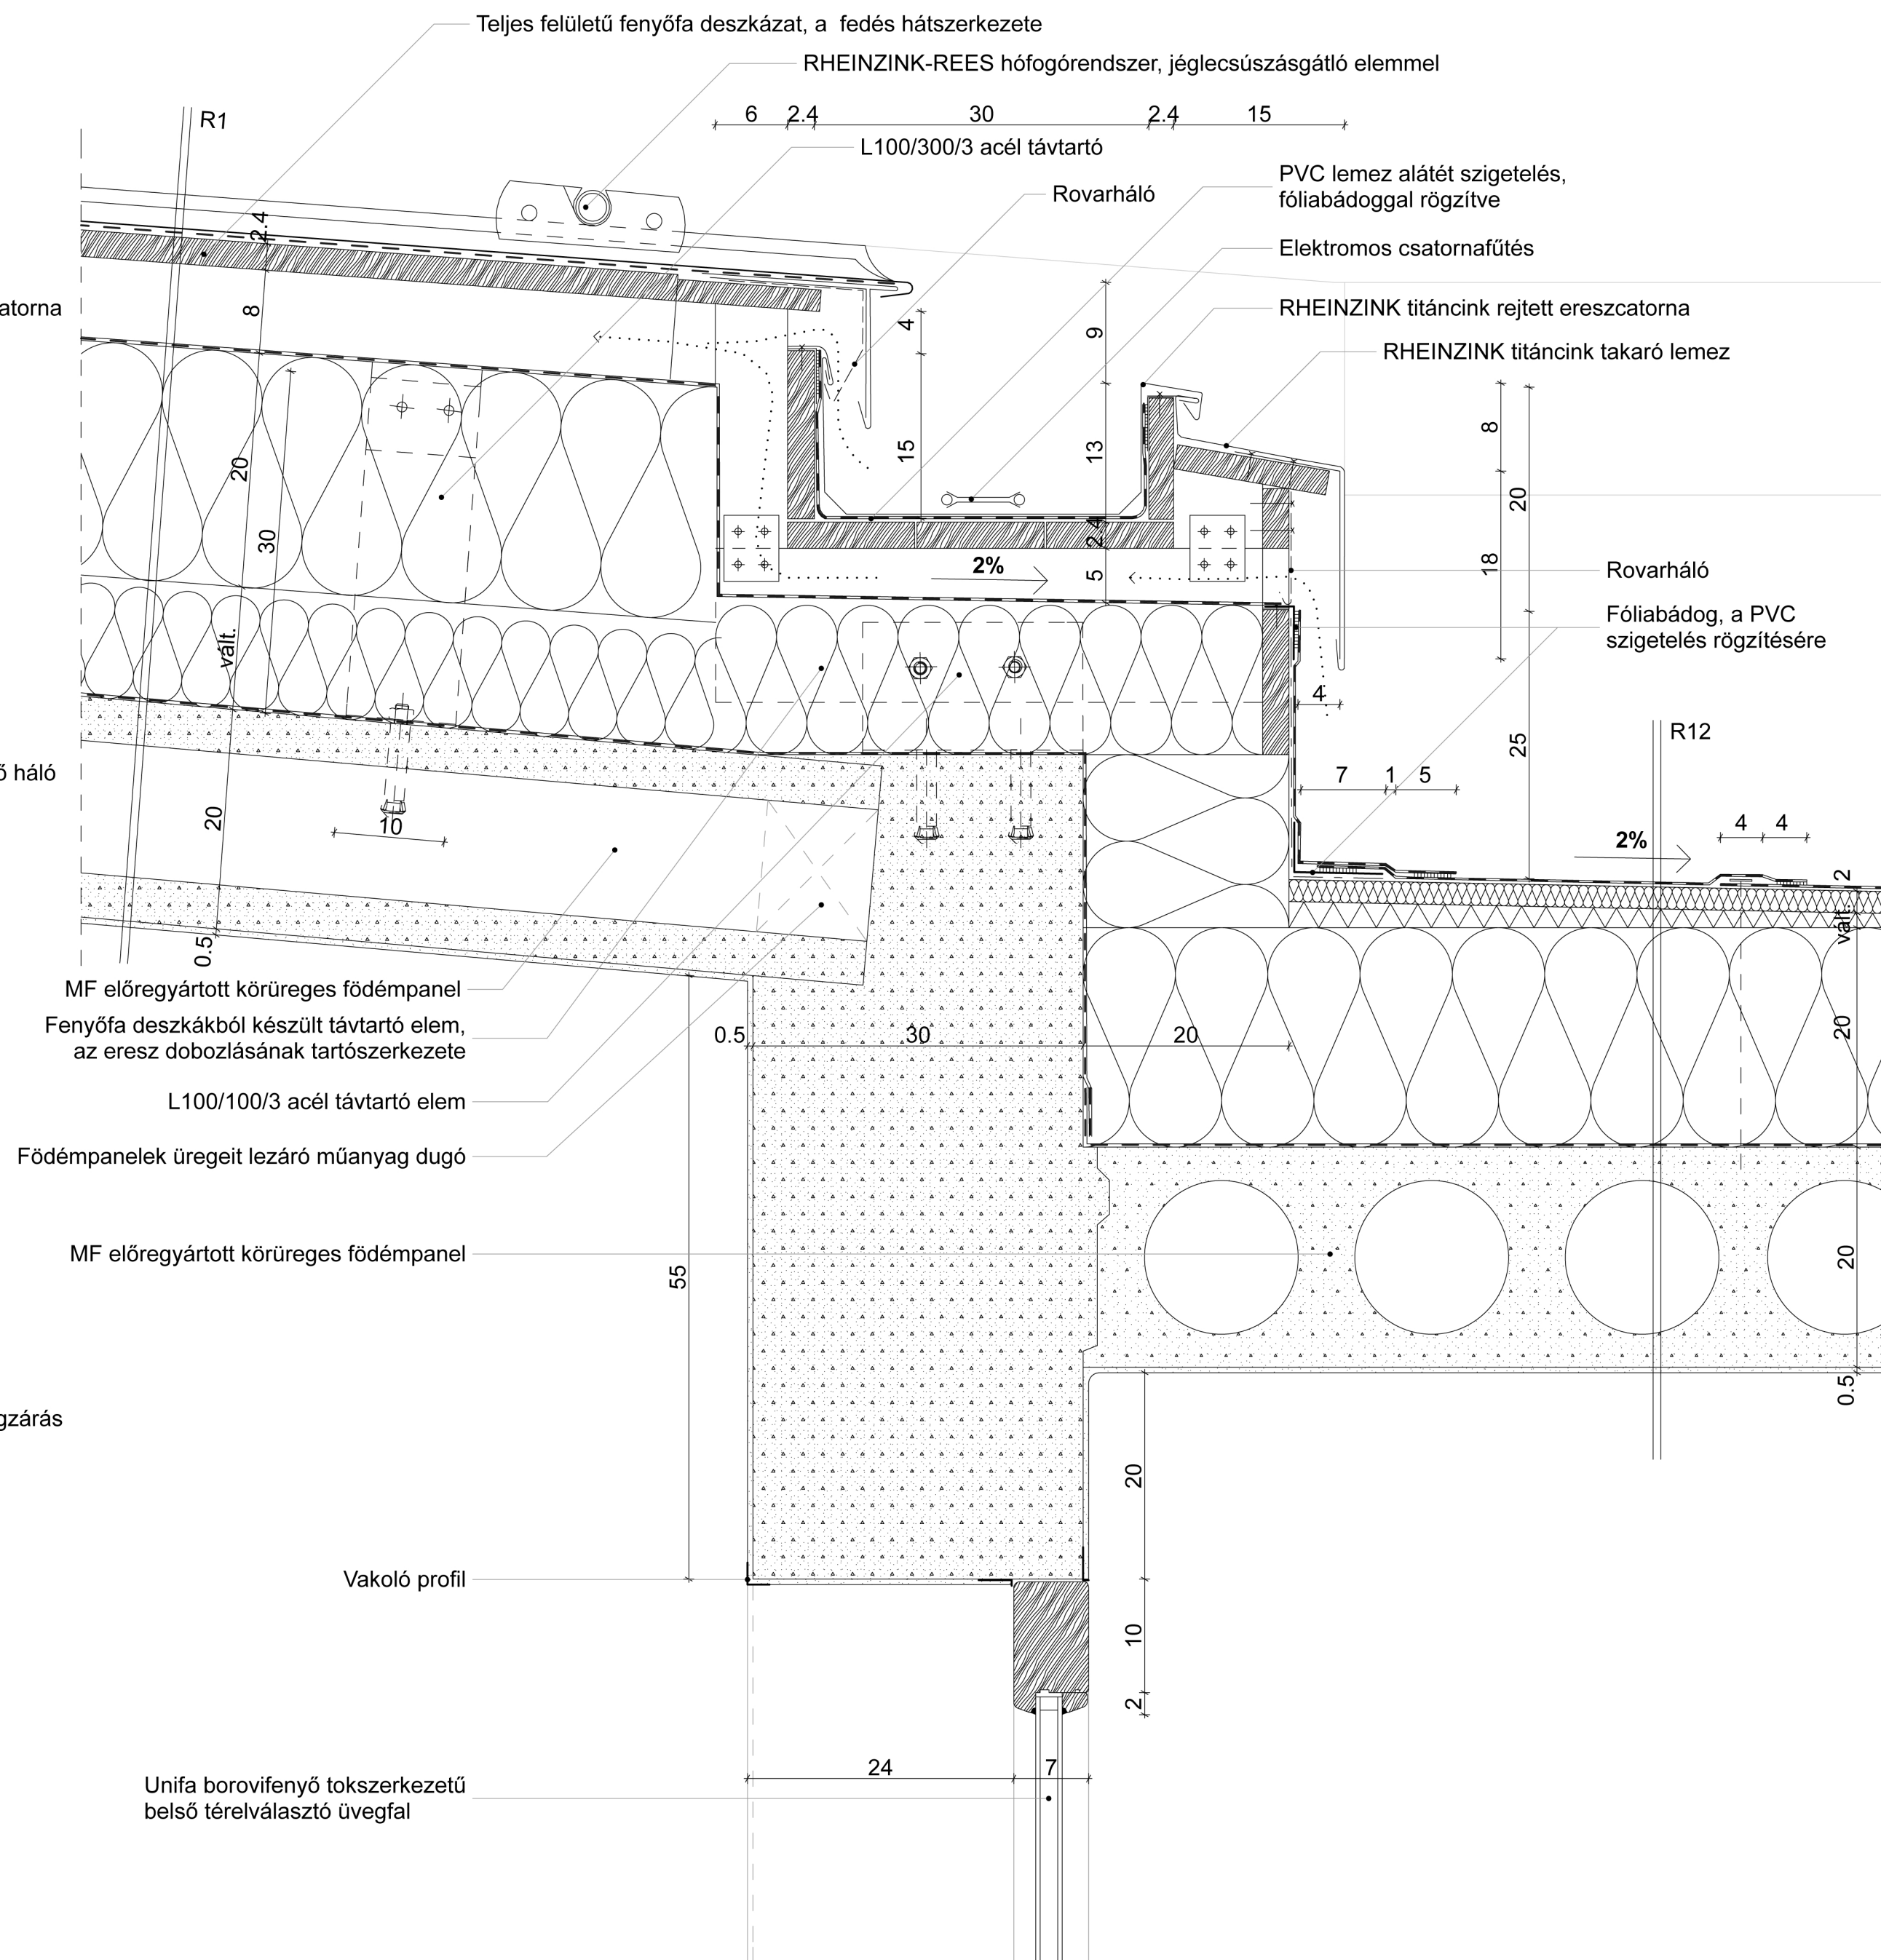 Teljes felületű fenyőfa deszkázat, a fedés hátszerkezete
RHEINZINK-REES hófogórendszer, jéglecsúszásgátló elemmel
6 2.4 30 2.4 15
R1
L100/300/3 acél távtartó
PVC lemez alátét szigetelés,
fóliabádoggal rögzítve
Rovarháló
Elektromos csatornafűtés
RHEINZINK titáncink rejtett ereszcatorna
RHEINZINK titáncink takaró lemez
atorna
2.4
8
20
30
vált.
20
0.5
10
4
15
9
13
2.4
5
2%
8
18
20
25
Rovarháló
Fóliabádog, a PVC
szigetelés rögzítésére
4
R12
7 1 5
2%
4 4
2
vált.
20
20
0.5
ő háló
MF előregyártott körüreges födémpanel
Fenyőfa deszkákból készült távtartó elem,
az eresz dobozlásának tartószerkezete
0.5 30 20
L100/100/3 acél távtartó elem
Födémpanelek üregeit lezáró műanyag dugó
MF előregyártott körüreges födémpanel
55
gzárás
20
Vakoló profil
10
2
24 7
Unifa borovifenyő tokszerkezetű
belső térelválasztó üvegfal